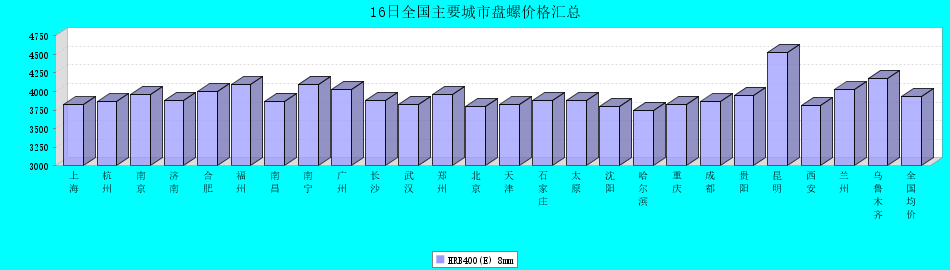 16日全国主要城市盘螺价格汇总
4750
4500
4250
4000
3750
3500
3250
3000
上海
杭州
南京
济南
合肥
福州
南昌
南宁
广州
长沙
武汉
郑州
北京
天津
石家庄
太原
沈阳
哈尔滨
重庆
成都
贵阳
昆明
西安
兰州
乌鲁木齐
全国均价
HRB400(E) 8mm